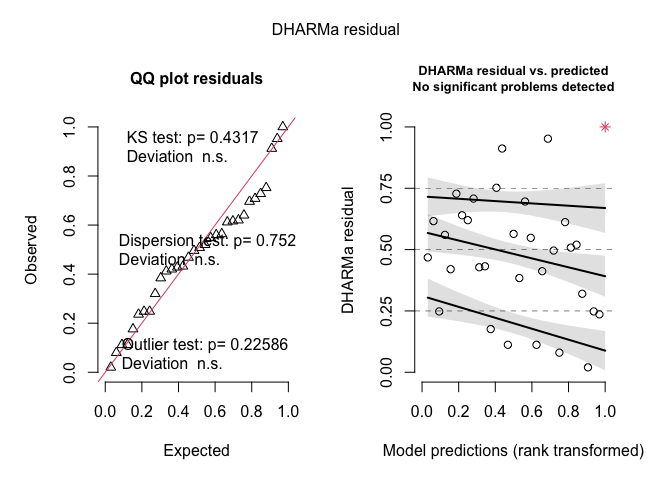 DHARMa residual
QQ plot residuals
KS test: p= 0.4317
Deviation n.s.
Dispersion test: p= 0.752
Deviation n.s.
Outlier test: p= 0.22586
Deviation n.s.
Observed
0.0 0.2 0.4 0.6 0.8 1.0
0.0 0.2 0.4 0.6 0.8 1.0
Expected
DHARMa residual vs. predicted
No significant problems detected
DHARMa residual
0.00 0.25 0.50 0.75 1.00
0.0 0.2 0.4 0.6 0.8 1.0
Model predictions (rank transformed)